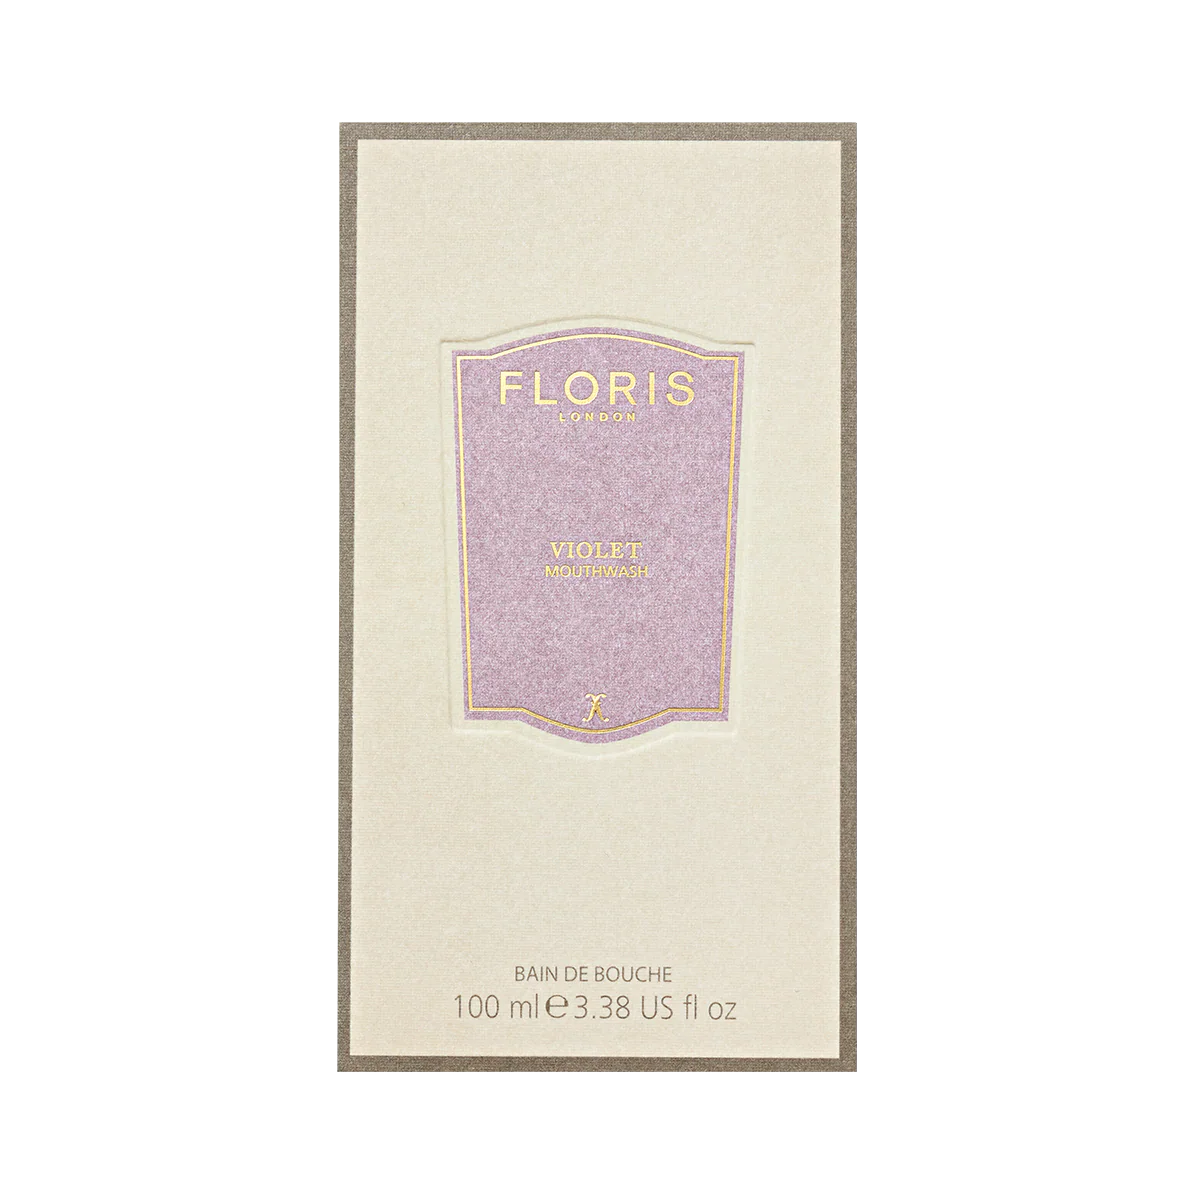 FLORIS
LONDON
VIOLET
MOUTHWASH
BAIN DE BOUCHE
100 ml ℮ 3.38 US fl oz